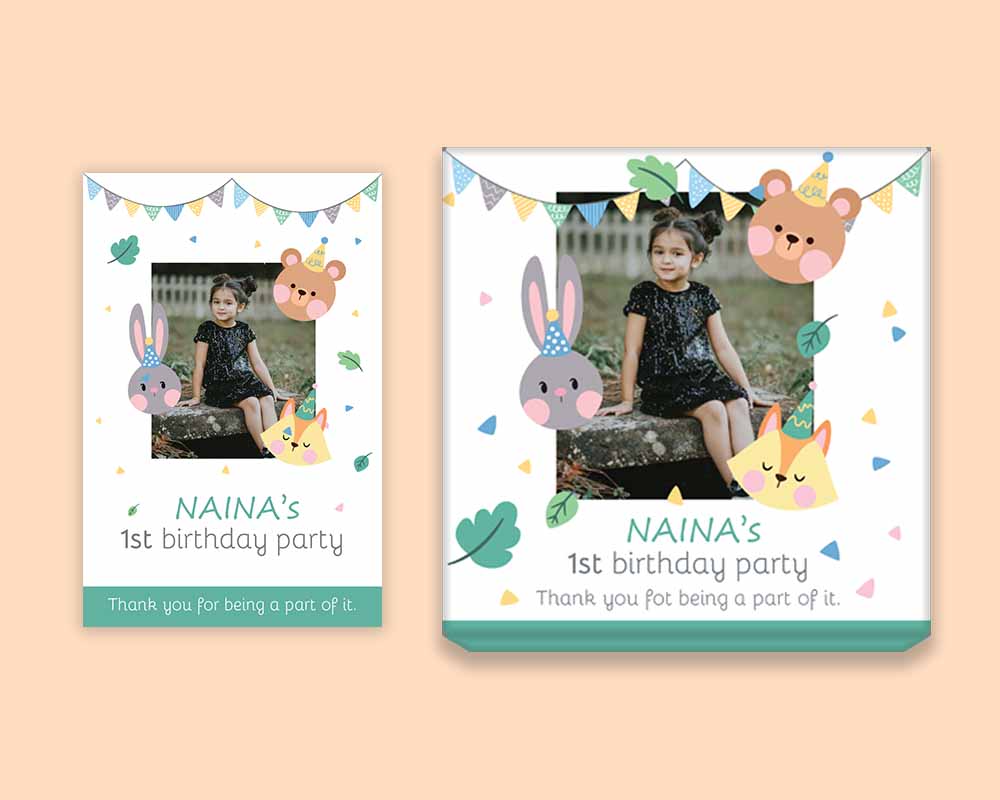 NAINA's
1st birthday party
Thank you for being a part of it.
NAINA's
1st birthday party
Thank you fot being a part of it.